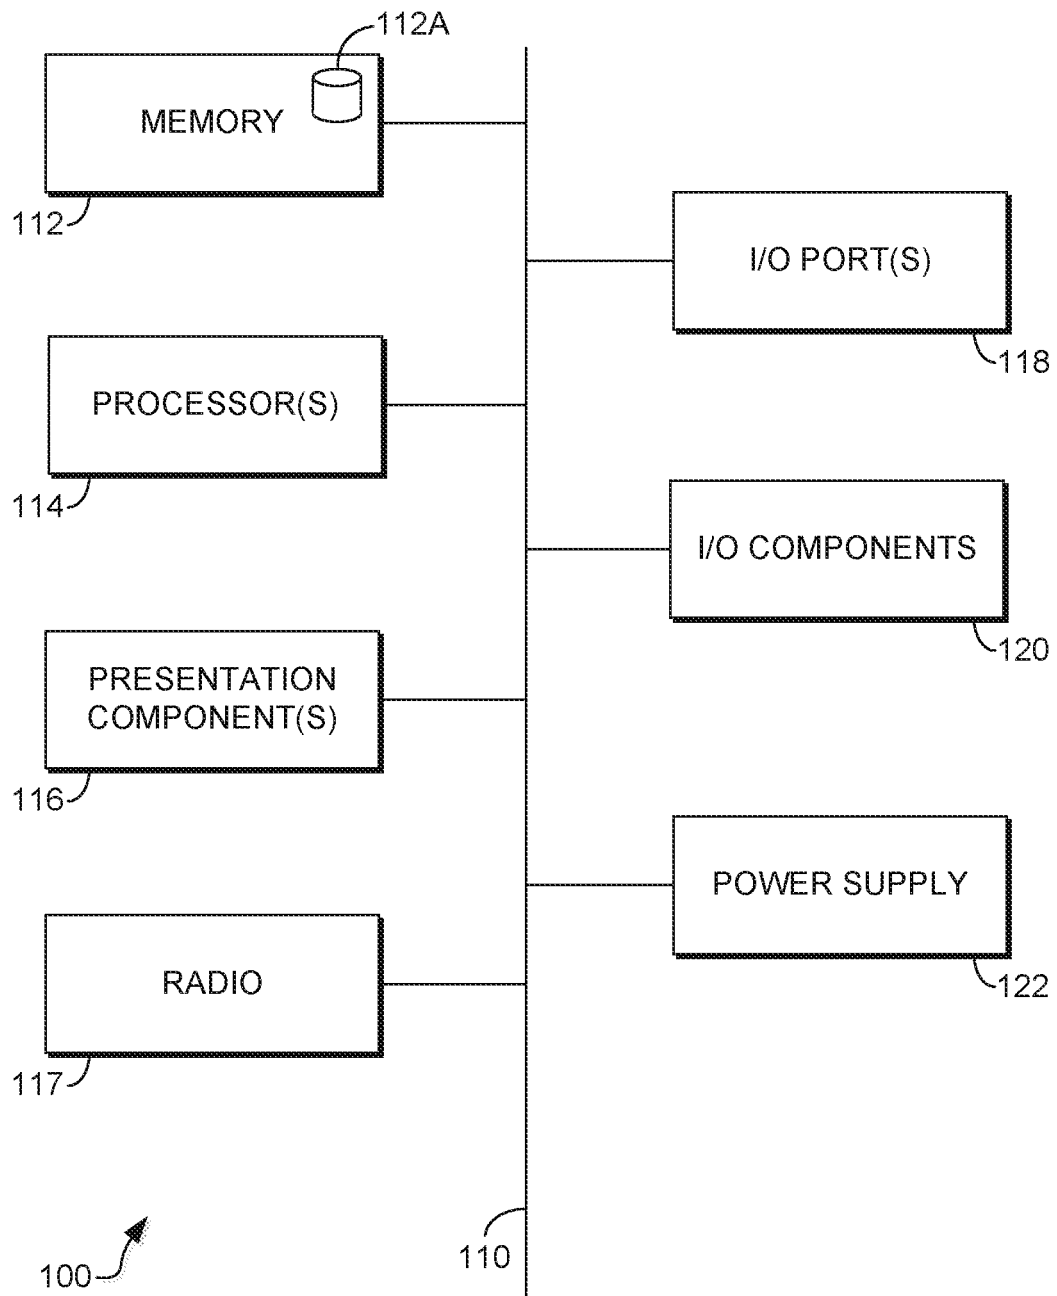 112A
MEMORY
112
I/O PORT(S)
118
PROCESSOR(S)
114
I/O COMPONENTS
120
PRESENTATION
COMPONENT(S)
116
POWER SUPPLY
122
RADIO
117
110
100